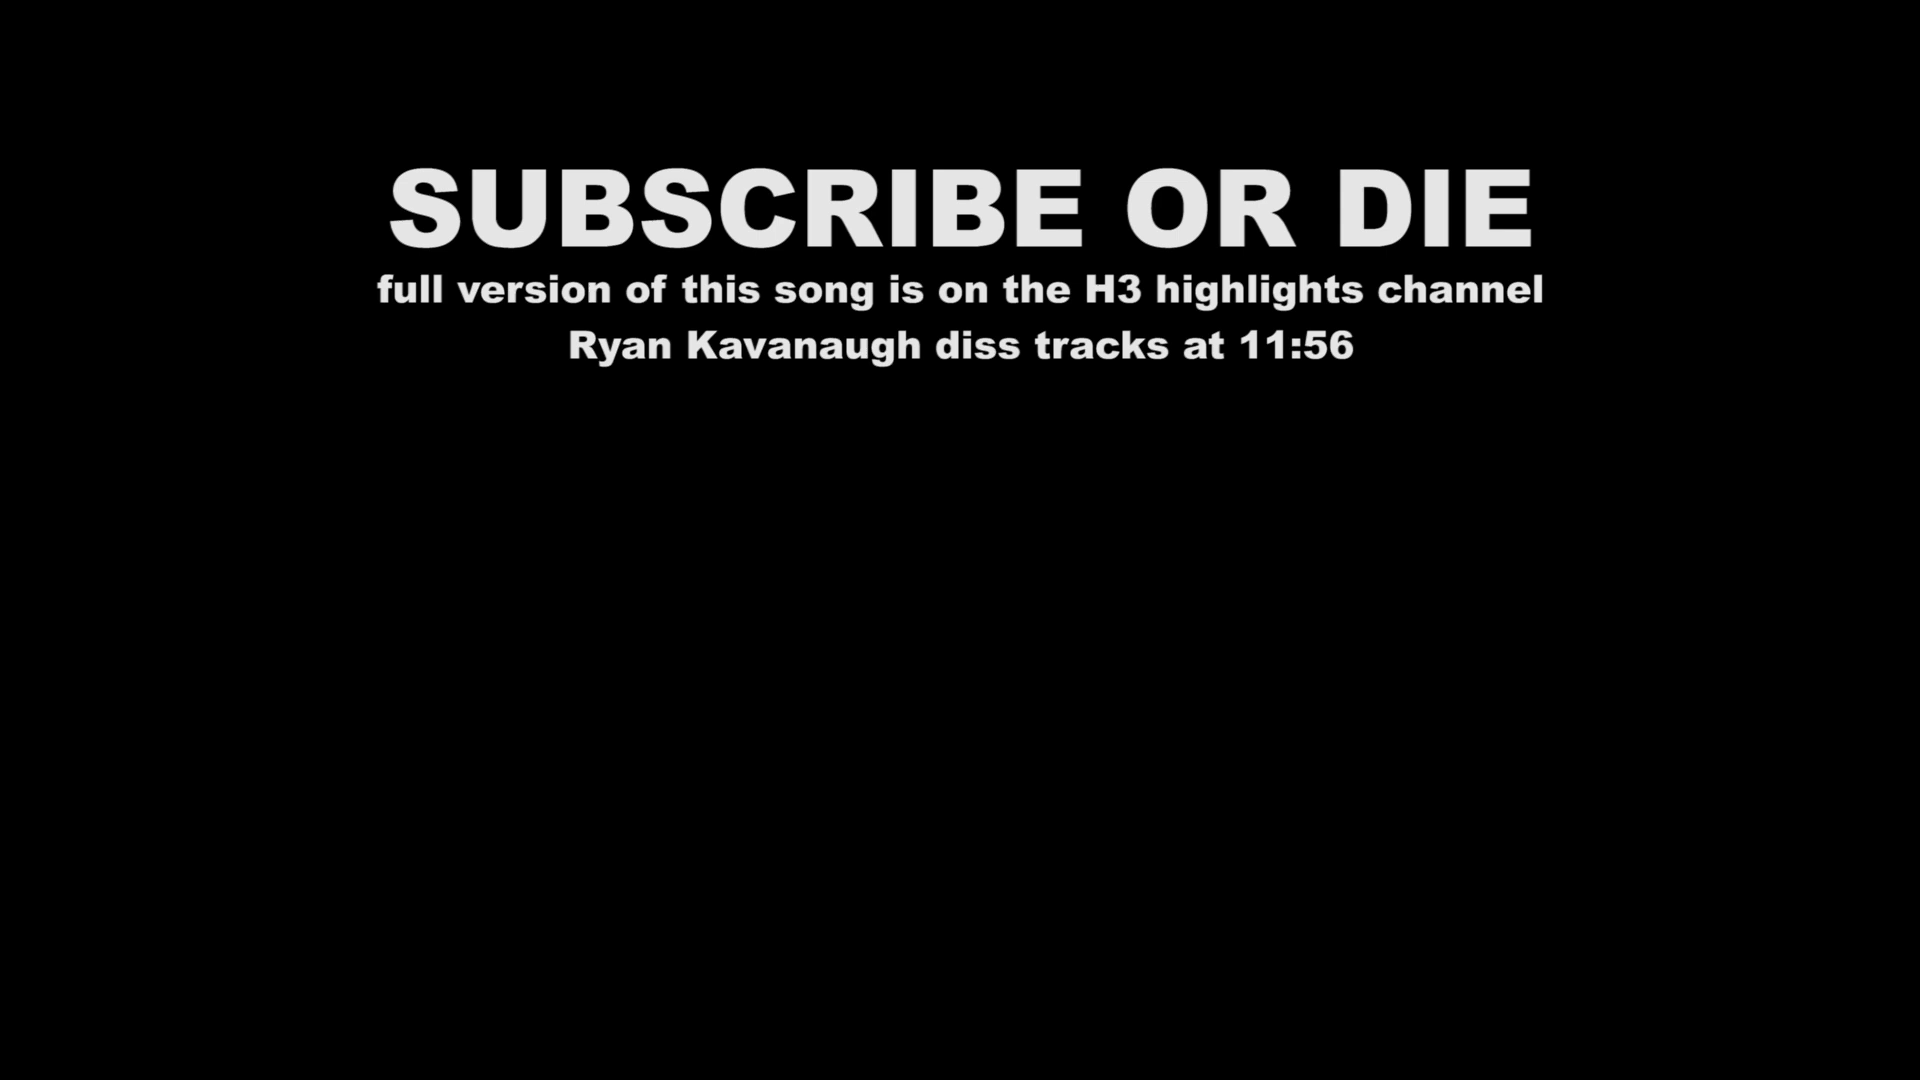 SUBSCRIBE OR DIE
full version of this song is on the H3 highlights channel
Ryan Kavanaugh diss tracks at 11:56